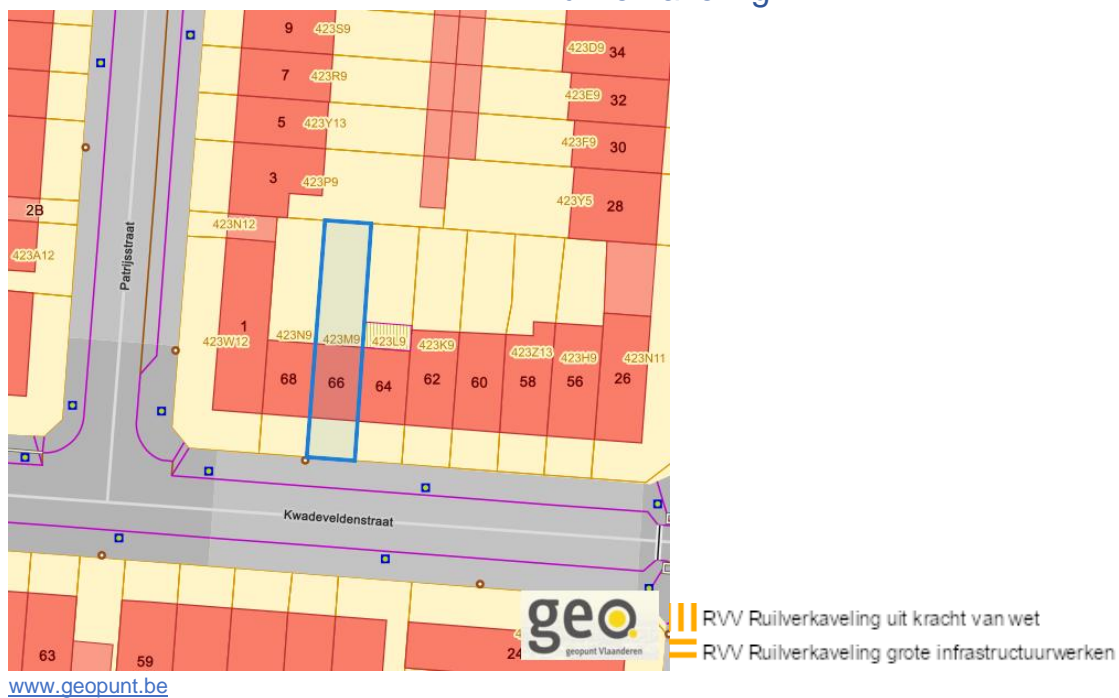 9 423S9
423D9 34
7 423R9
423E9 32
5 423Y13
423F9 30
3 423P9
423Y5 28
2B
423N12
423A12
Patrijsstraat
1
423W12 423N9 423M9 423L9 423K9
423Z13 423H9 423N11
68 66 64 62 60 58 56 26
Kwadeveldenstraat
63 59
24
geo
geopunt Vlaanderen
RVV Ruilverkaveling uit kracht van wet
RVV Ruilverkaveling grote infrastructuurwerken
www.geopunt.be